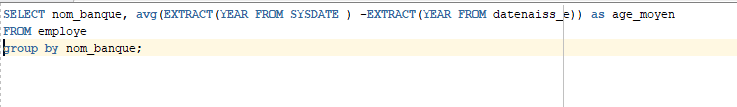 SELECT nom_banque, avg(EXTRACT(YEAR FROM SYSDATE ) -EXTRACT(YEAR FROM datenaiss_e)) as age_moyen
FROM employe
group by nom_banque;